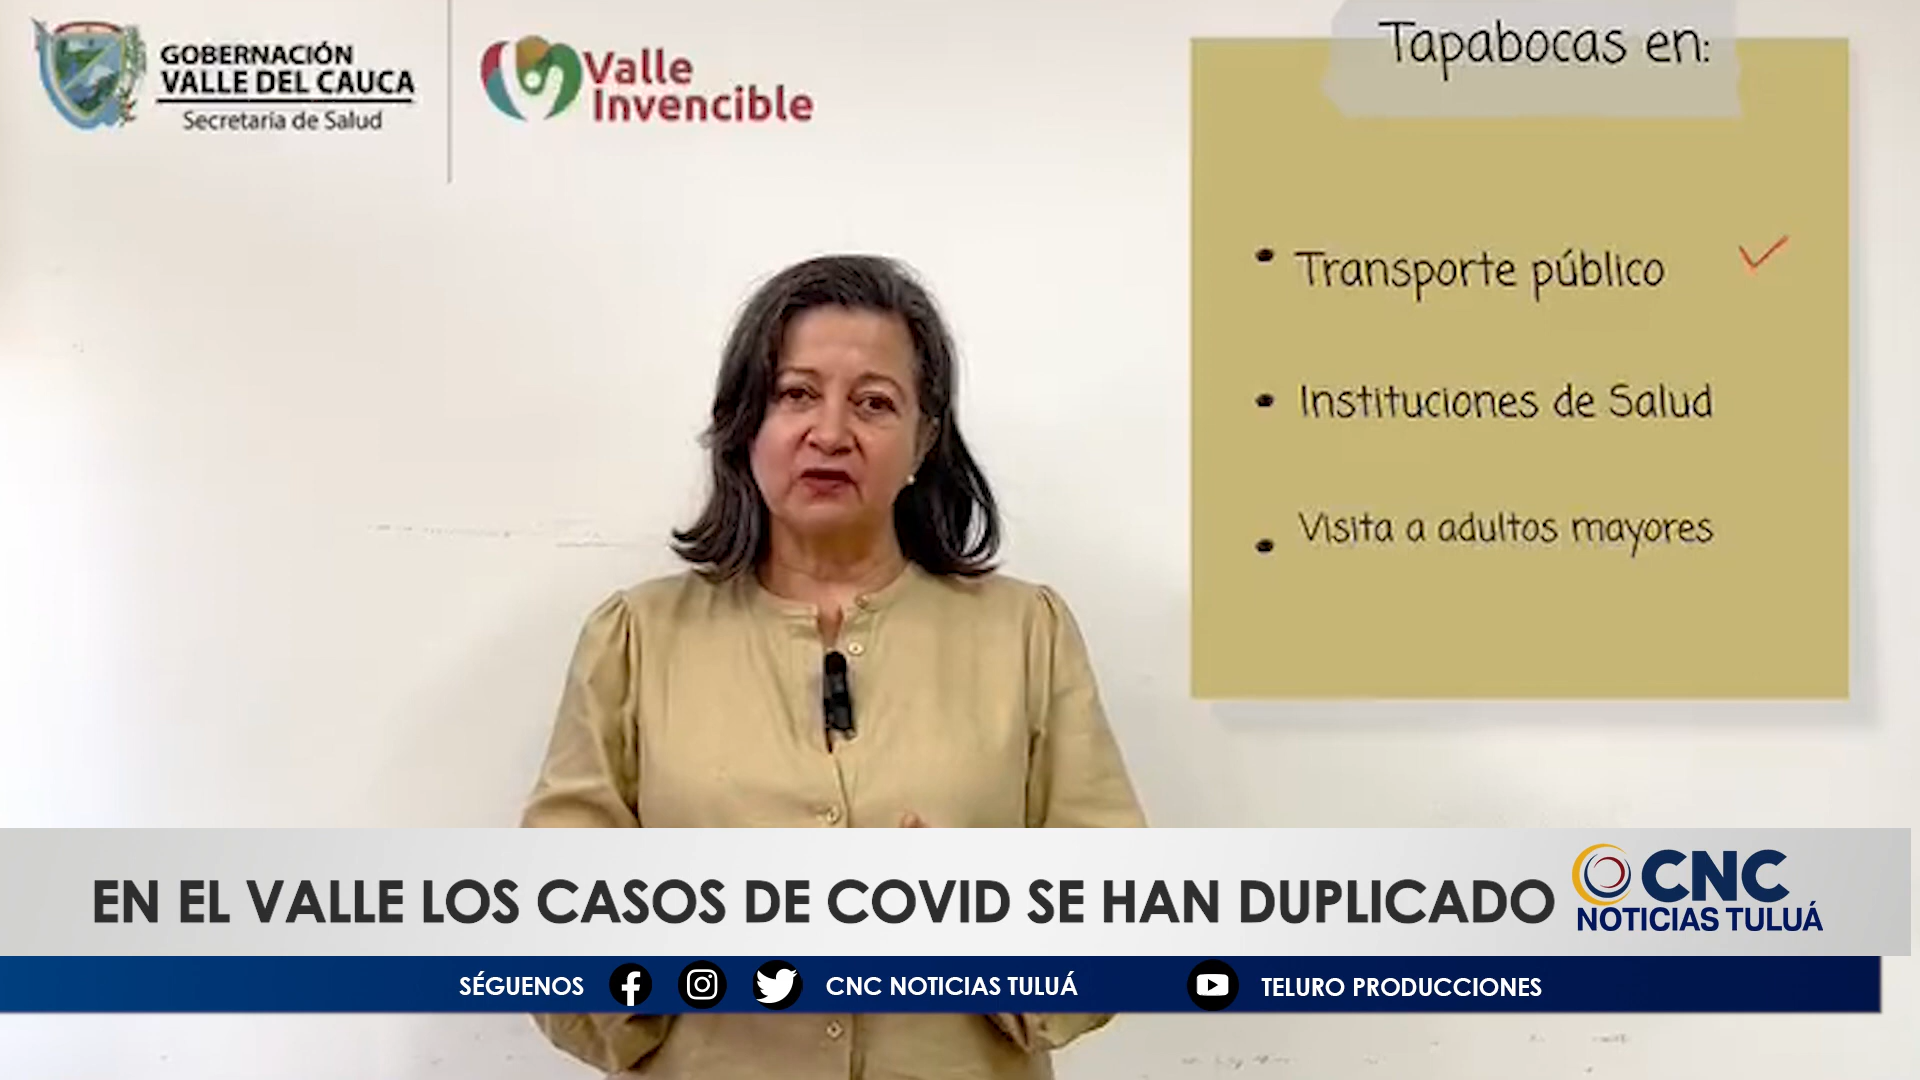 GOBERNACIÓN
VALLE DEL CAUCA
Secretaría de Salud
Valle
Invencible
Tapabocas en:
Transporte público
Instituciones de Salud
Visita a adultos mayores
EN EL VALLE LOS CASOS DE COVID SE HAN DUPLICADO
CNC
NOTICIAS TULUÁ
SÉGUENOS
CNC NOTICIAS TULUÁ
TELURO PRODUCCIONES